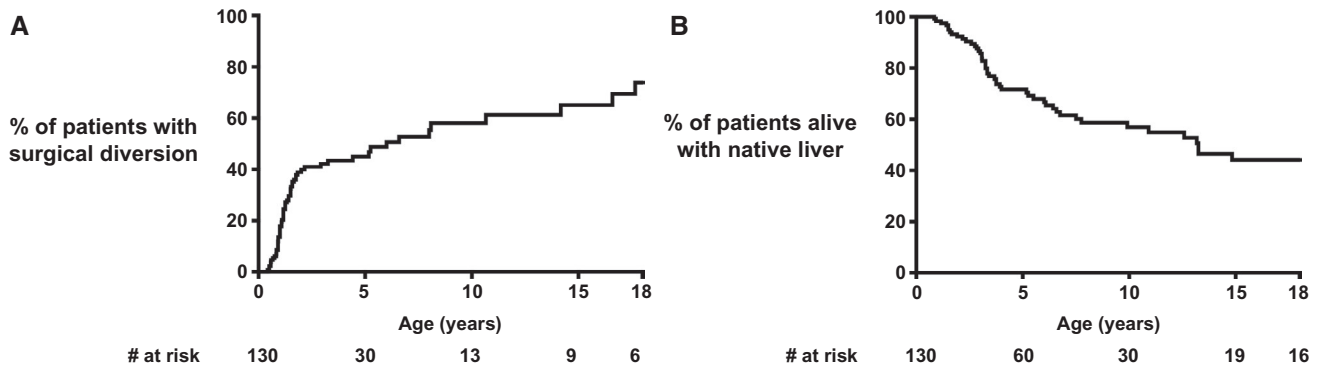 A
% of patients with
surgical diversion
100
80
60
40
20
0
0 5 10 15 18
Age (years)
# at risk 130 30 13 9 6
B
% of patients alive
with native liver
100
80
60
40
20
0
0 5 10 15 18
Age (years)
# at risk 130 60 30 19 16